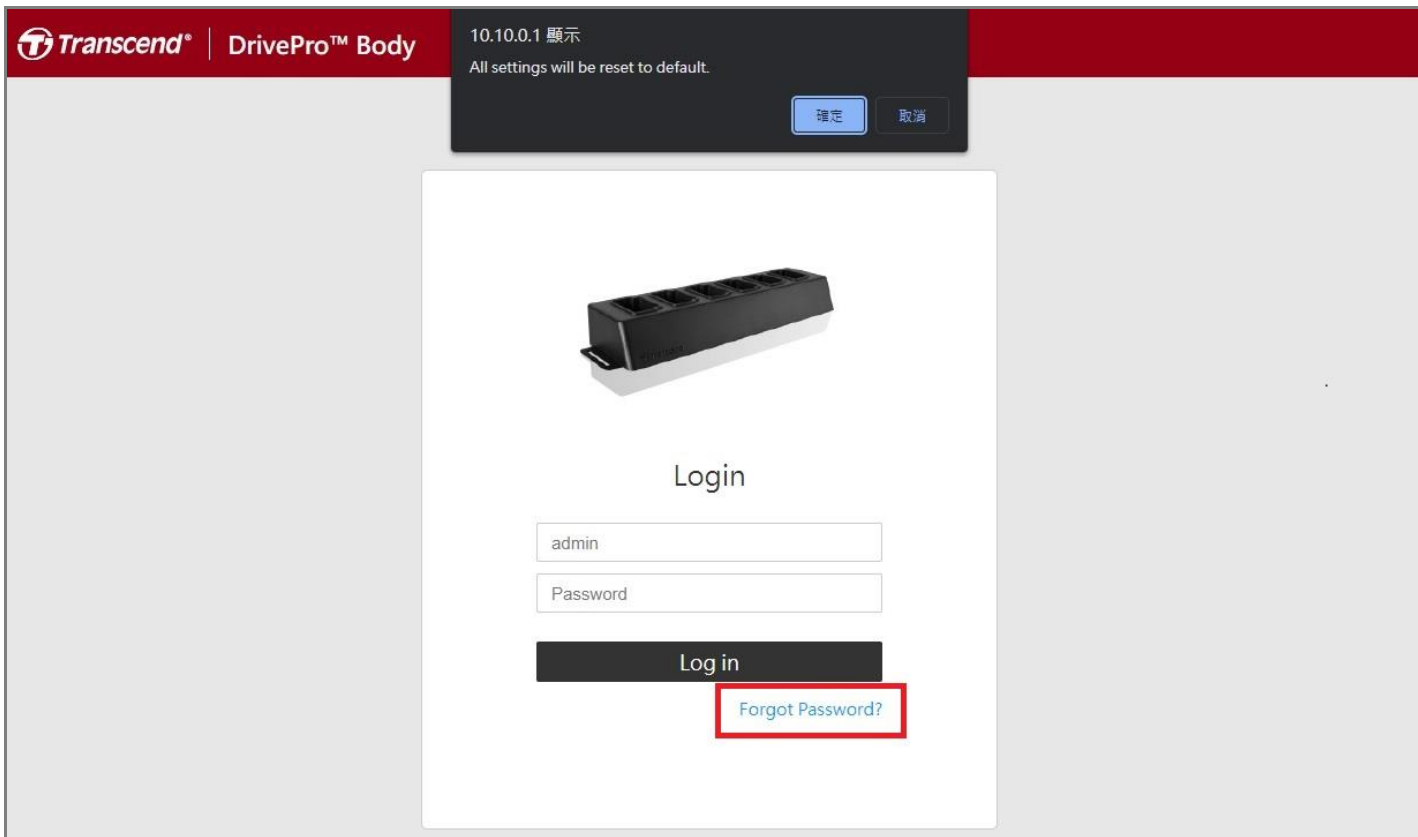 Transcend® | DrivePro™ Body
10.10.0.1 顯示
All settings will be reset to default.
確定 取消
Login
admin
Password
Log in
Forgot Password?